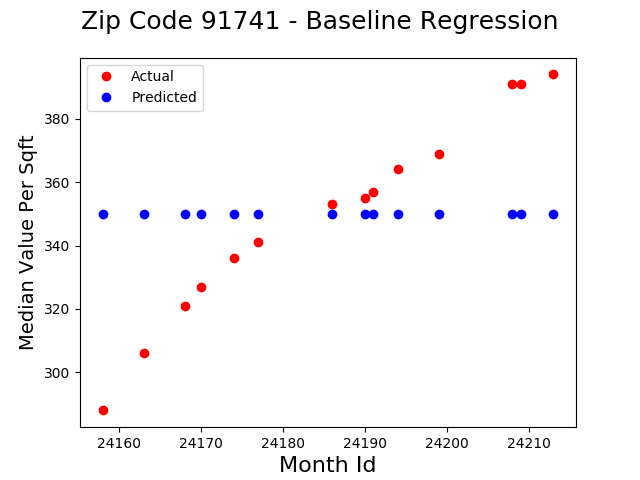 Zip Code 91741 - Baseline Regression
Actual
Predicted
Median Value Per Sqft
380
360
340
320
300
24160 24170 24180 24190 24200 24210
Month Id